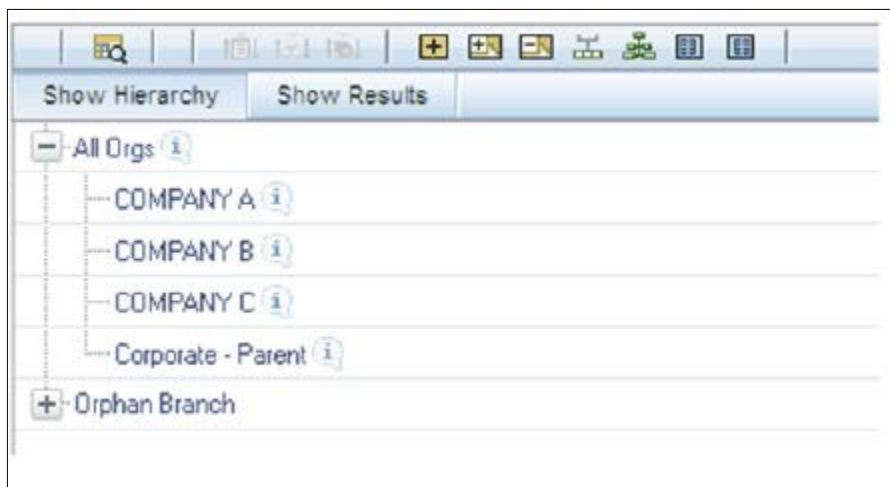 Show Hierarchy Show Results
All Orgs
COMPANY A
COMPANY B
COMPANY C
Corporate - Parent
Orphan Branch